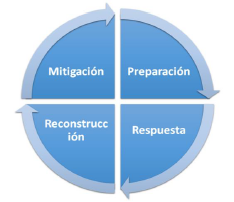 Mitigación
Preparación
Reconstrucc
ión
Respuesta